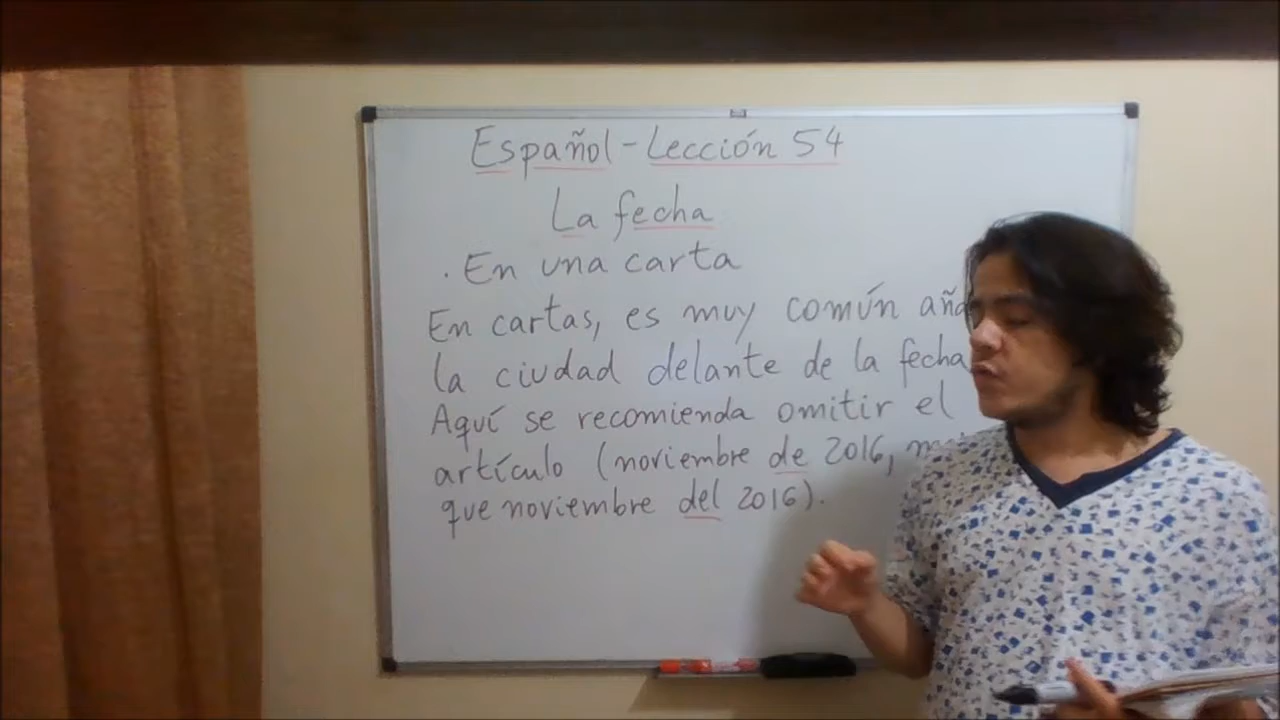 Español - Lección 54
La fecha
· En una carta
En cartas, es muy común
la ciudad delante de la fecha
Aquí se recomienda omitir el
artículo (noviembre de 2016,
que noviembre del 2016).